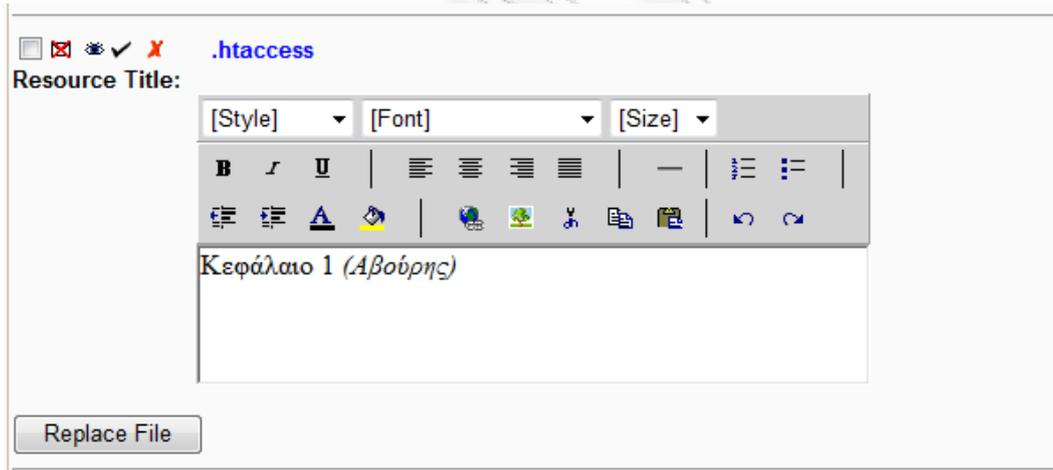 .htaccess
Resource Title:
[Style] [Font] [Size]
B I U
A
Κεφάλαιο 1 (Αβούρης)
Replace File